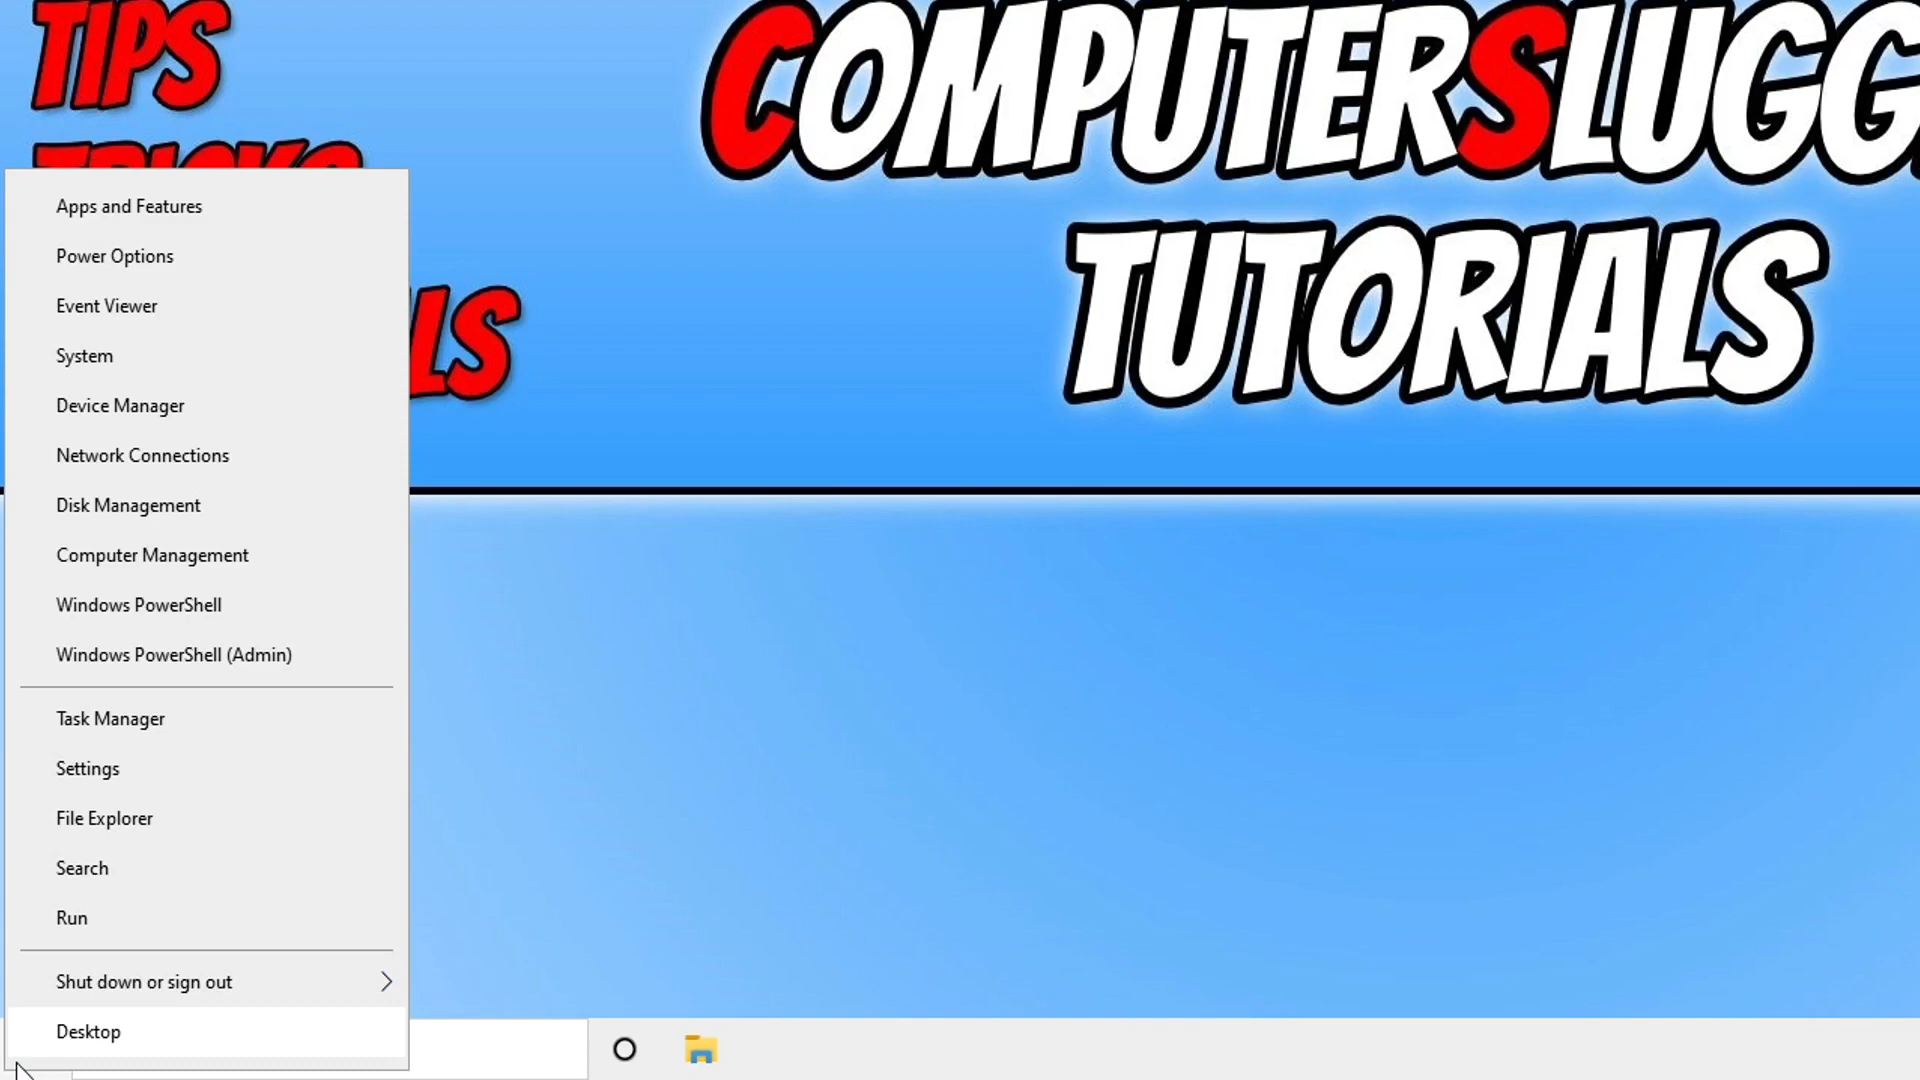 TIPS
COMPUTERSLUGG
TUTORIALS
TRICKS
LS
Apps and Features
Power Options
Event Viewer
System
Device Manager
Network Connections
Disk Management
Computer Management
Windows PowerShell
Windows PowerShell (Admin)
Task Manager
Settings
File Explorer
Search
Run
Shut down or sign out
Desktop